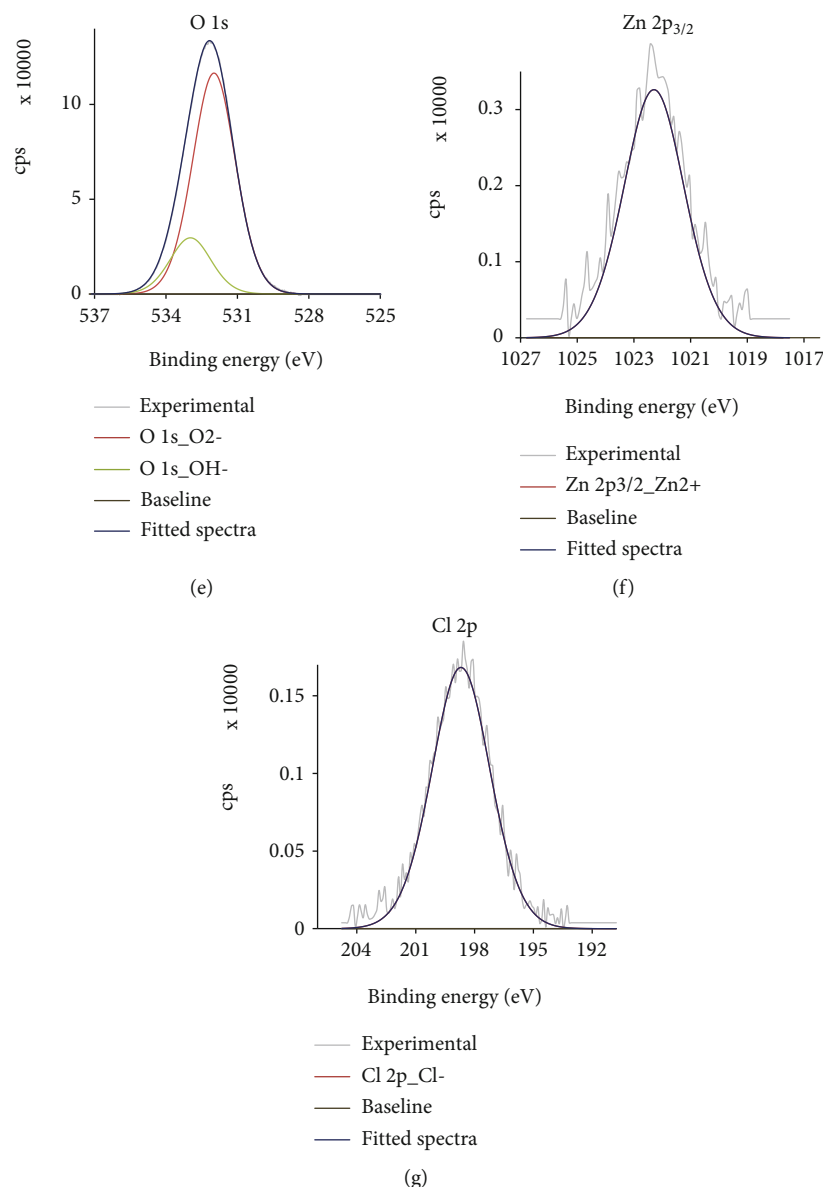 O 1s
x 10000
cps
10
5
0
537 534 531 528 525
Binding energy (eV)
Experimental
O 1s_O2-
O 1s_OH-
Baseline
Fitted spectra
(e)
Zn 2p3/2
x 10000
cps
0.3
0.2
0.1
0
1027 1025 1023 1021 1019 1017
Binding energy (eV)
Experimental
Zn 2p3/2_Zn2+
Baseline
Fitted spectra
(f)
Cl 2p
x 10000
cps
0.15
0.1
0.05
0
204 201 198 195 192
Binding energy (eV)
Experimental
Cl 2p_Cl-
Baseline
Fitted spectra
(g)